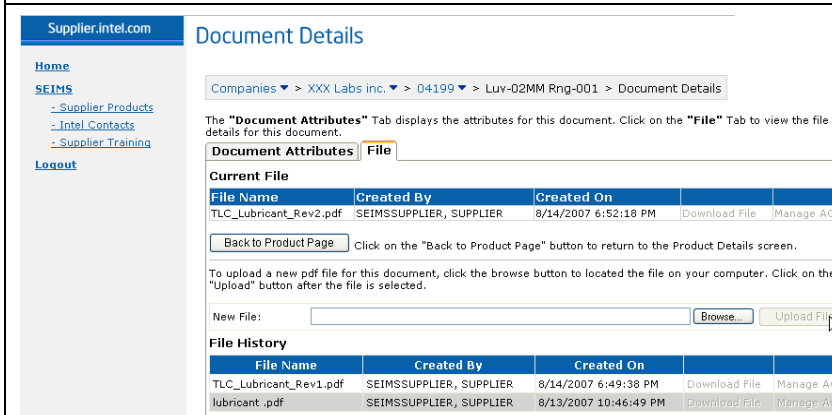 Supplier.intel.com
Document Details
Home
SEIMS
- Supplier Products
- Intel Contacts
- Supplier Training
Logout
Companies > XXX Labs inc. > 04199 > Luv-02MM Rng-001 > Document Details
The "Document Attributes" Tab displays the attributes for this document. Click on the "File" Tab to view the file
details for this document.
Document Attributes File
Current File
File Name Created By Created On
TLC_Lubricant_Rev2.pdf SEIMSSUPPLIER, SUPPLIER 8/14/2007 6:52:18 PM Download File Manage AC
Back to Product Page Click on the "Back to Product Page" button to return to the Product Details screen.
To upload a new pdf file for this document, click the browse button to located the file on your computer. Click on the
"Upload" button after the file is selected.
New File: Browse... Upload File
File History
File Name Created By Created On
TLC_Lubricant_Rev1.pdf SEIMSSUPPLIER, SUPPLIER 8/14/2007 6:49:38 PM Download File Manage AC
lubricant .pdf SEIMSSUPPLIER, SUPPLIER 8/13/2007 10:46:49 PM Download File Manage AC